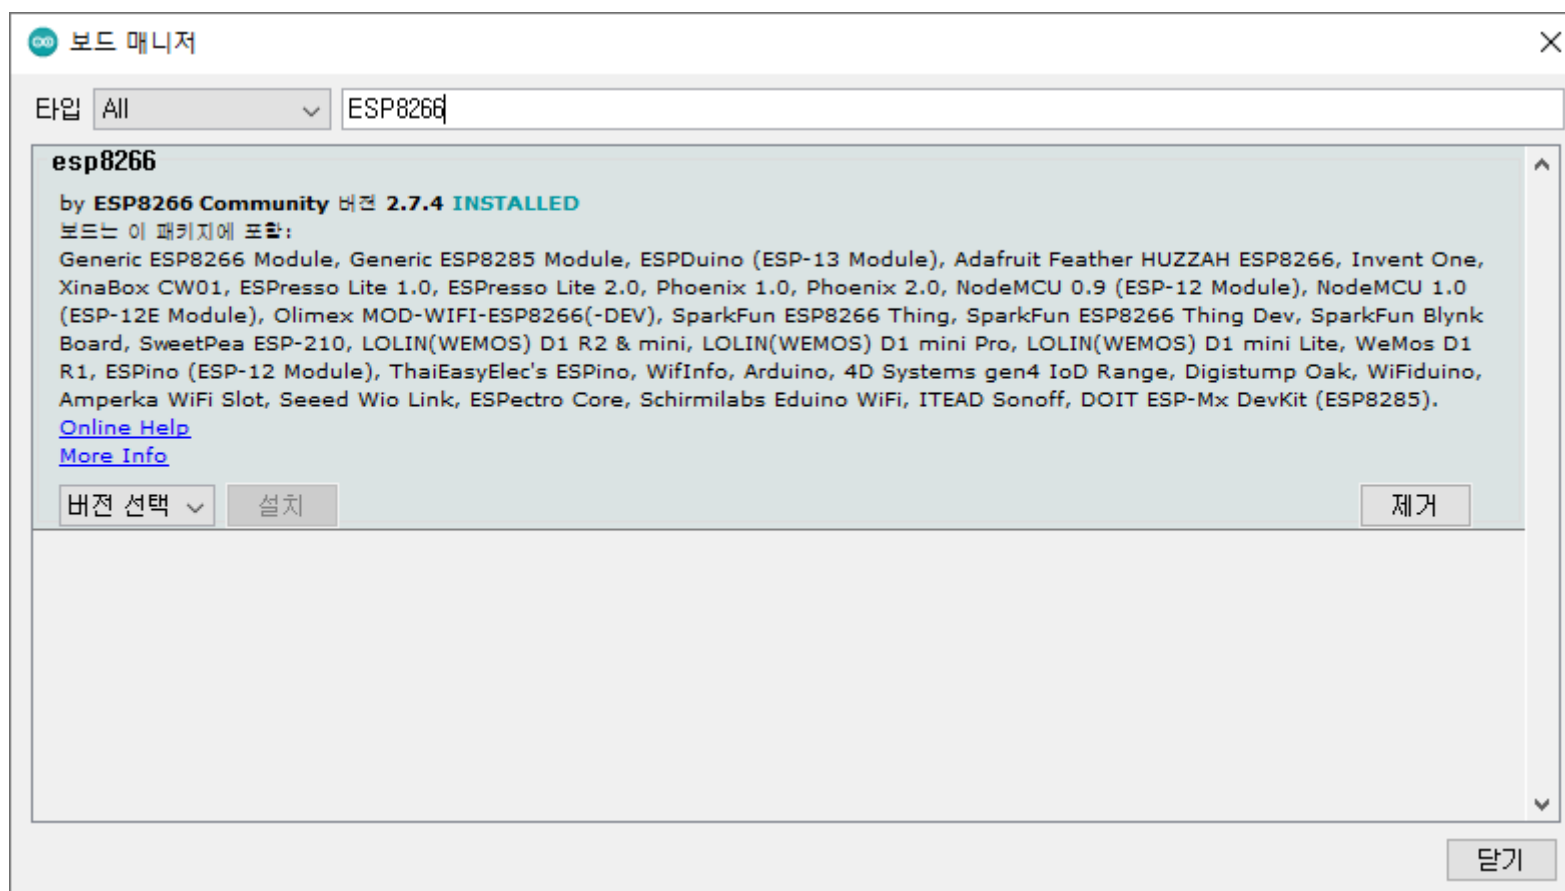 보드 매니저
타입 All ESP8266
esp8266
by ESP8266 Community 버전 2.7.4 INSTALLED
보드는 이 패키지에 포함:
Generic ESP8266 Module, Generic ESP8285 Module, ESPDuino (ESP-13 Module), Adafruit Feather HUZZAH ESP8266, Invent One,
XinaBox CW01, ESPresso Lite 1.0, ESPresso Lite 2.0, Phoenix 1.0, Phoenix 2.0, NodeMCU 0.9 (ESP-12 Module), NodeMCU 1.0
(ESP-12E Module), Olimex MOD-WIFI-ESP8266(-DEV), SparkFun ESP8266 Thing, SparkFun ESP8266 Thing Dev, SparkFun Blynk
Board, SweetPea ESP-210, LOLIN(WEMOS) D1 R2 & mini, LOLIN(WEMOS) D1 mini Pro, LOLIN(WEMOS) D1 mini Lite, WeMos D1
R1, ESPino (ESP-12 Module), ThaiEasyElec's ESPino, WifInfo, Arduino, 4D Systems gen4 IoD Range, Digistump Oak, WiFiduino,
Amperka WiFi Slot, Seeed Wio Link, ESPectro Core, Schirmilabs Eduino WiFi, ITEAD Sonoff, DOIT ESP-Mx DevKit (ESP8285).
Online Help
More Info
버전 선택 설치 제거
닫기